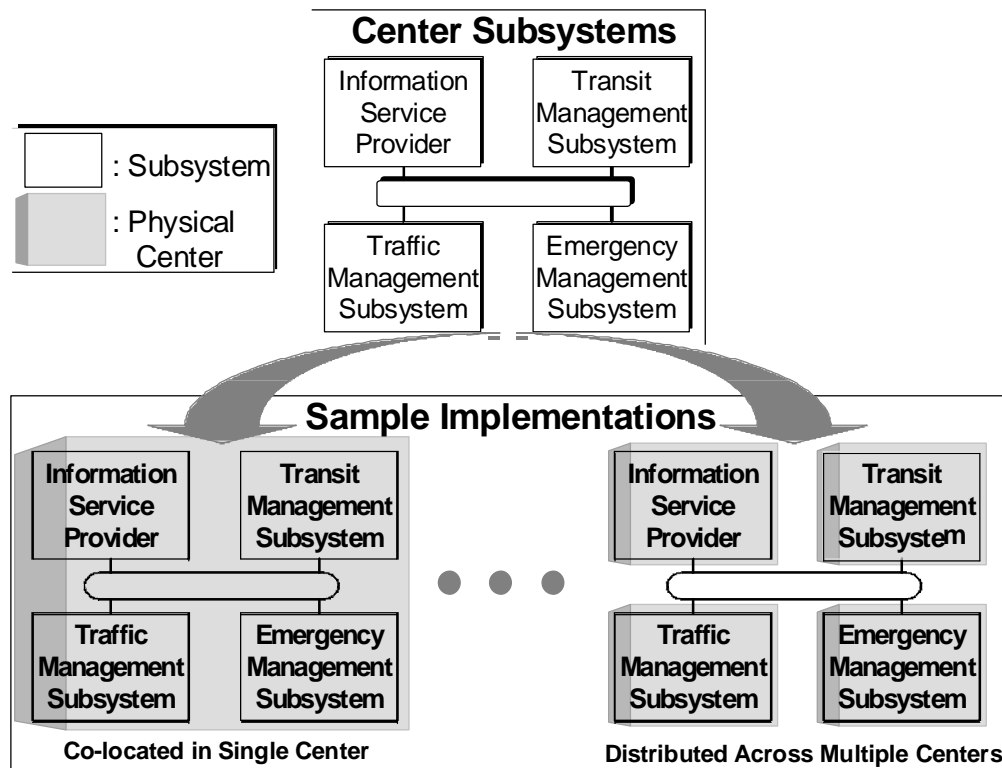 Center Subsystems
Information
Service
Provider
Transit
Management
Subsystem
: Subsystem
: Physical
Center
Traffic
Management
Subsystem
Emergency
Management
Subsystem
Sample Implementations
Information
Service
Provider
Transit
Management
Subsystem
Traffic
Management
Subsystem
Emergency
Management
Subsystem
Co-located in Single Center
Information
Service
Provider
Transit
Management
Subsystem
Traffic
Management
Subsystem
Emergency
Management
Subsystem
Distributed Across Multiple Centers